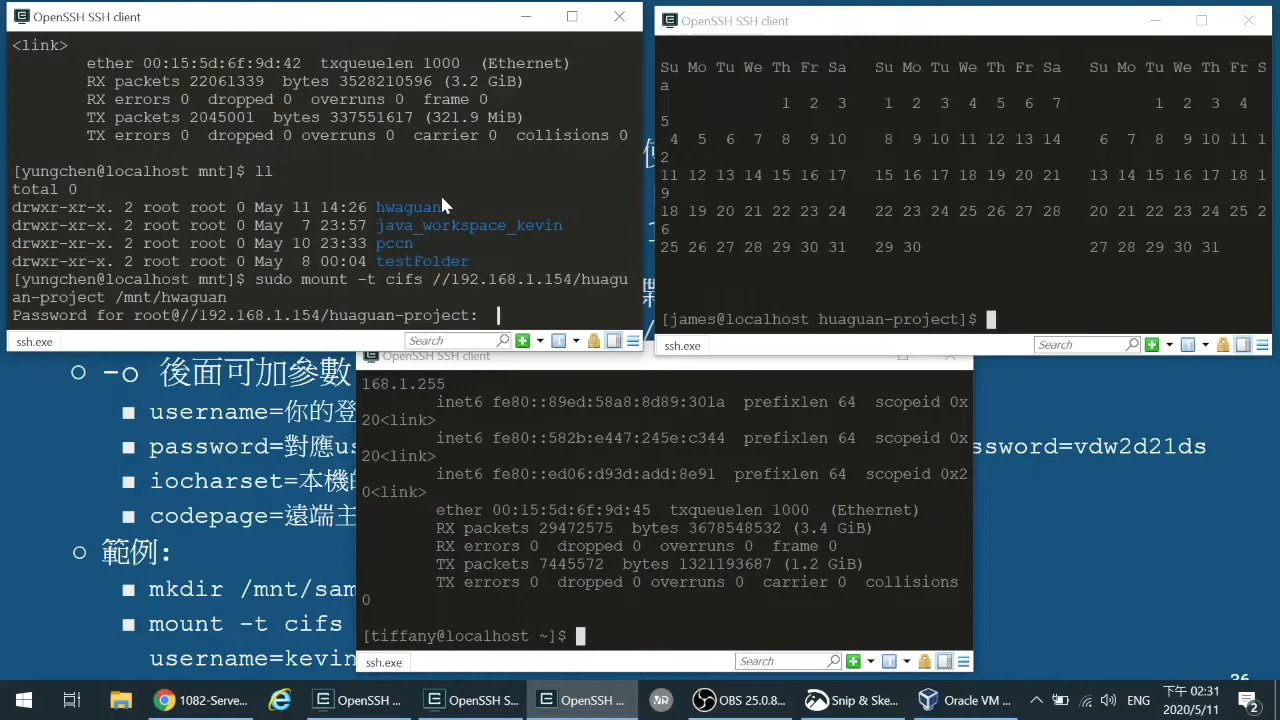 OpenSSH SSH client
<link>
ether 00:15:5d:6f:9d:42 txqueuelen 1000 (Ethernet)
RX packets 22061339 bytes 3528210596 (3.2 GiB)
RX errors 0 dropped 0 overruns 0 frame 0
TX packets 2045001 bytes 337551617 (321.9 MiB)
TX errors 0 dropped 0 overruns 0 carrier 0 collisions 0
[yungchen@localhost mnt]$ ll
total 0
drwxr-xr-x. 2 root root 0 May 11 14:26 hwaguan
drwxr-xr-x. 2 root root 0 May 7 23:57 java_workspace_kevin
drwxr-xr-x. 2 root root 0 May 10 23:33 pccn
drwxr-xr-x. 2 root root 0 May 8 00:04 testFolder
[yungchen@localhost mnt]$ sudo mount -t cifs //192.168.1.154/huagu
an-project /mnt/hwaguan
Password for root@//192.168.1.154/huaguan-project:
ssh.exe
Search
OpenSSH SSH client
Su Mo Tu We Th Fr Sa Su Mo Tu We Th Fr Sa Su Mo Tu We Th Fr S
a
1 2 3 1 2 3 4 5 6 7 1 2 3 4
5
4 5 6 7 8 9 10 8 9 10 11 12 13 14 6 7 8 9 10 11 1
2
11 12 13 14 15 16 17 15 16 17 18 19 20 21 13 14 15 16 17 18 1
9
18 19 20 21 22 23 24 22 23 24 25 26 27 28 20 21 22 23 24 25 2
6
25 26 27 28 29 30 31 29 30 27 28 29 30 31
[james@localhost huaguan-project]$
ssh.exe
Search
OpenSSH SSH client
168.1.255
inet6 fe80::89ed:58a8:8d89:301a prefixlen 64 scopeid 0x
20<link>
inet6 fe80::582b:e447:245e:c344 prefixlen 64 scopeid 0x
20<link>
inet6 fe80::ed06:d93d:add:8e91 prefixlen 64 scopeid 0x2
0<link>
ether 00:15:5d:6f:9d:45 txqueuelen 1000 (Ethernet)
RX packets 29472575 bytes 3678548532 (3.4 GiB)
RX errors 0 dropped 0 overruns 0 frame 0
TX packets 7445572 bytes 1321193687 (1.2 GiB)
TX errors 0 dropped 0 overruns 0 carrier 0 collisions
0
[tiffany@localhost ~]$
ssh.exe
Search
-o 後面可加參數
username=你的登
password=對應us
ssword=vdw2d21ds
iocharset=本機的
codepage=遠端主
範例:
mkdir /mnt/sam
mount -t cifs
username=kevin
1082-Serve...
OpenSSH ...
OpenSSH S...
OpenSSH ...
OBS 25.0.8...
Snip & Ske...
Oracle VM ...
ENG
下午 02:31
2020/5/11
2